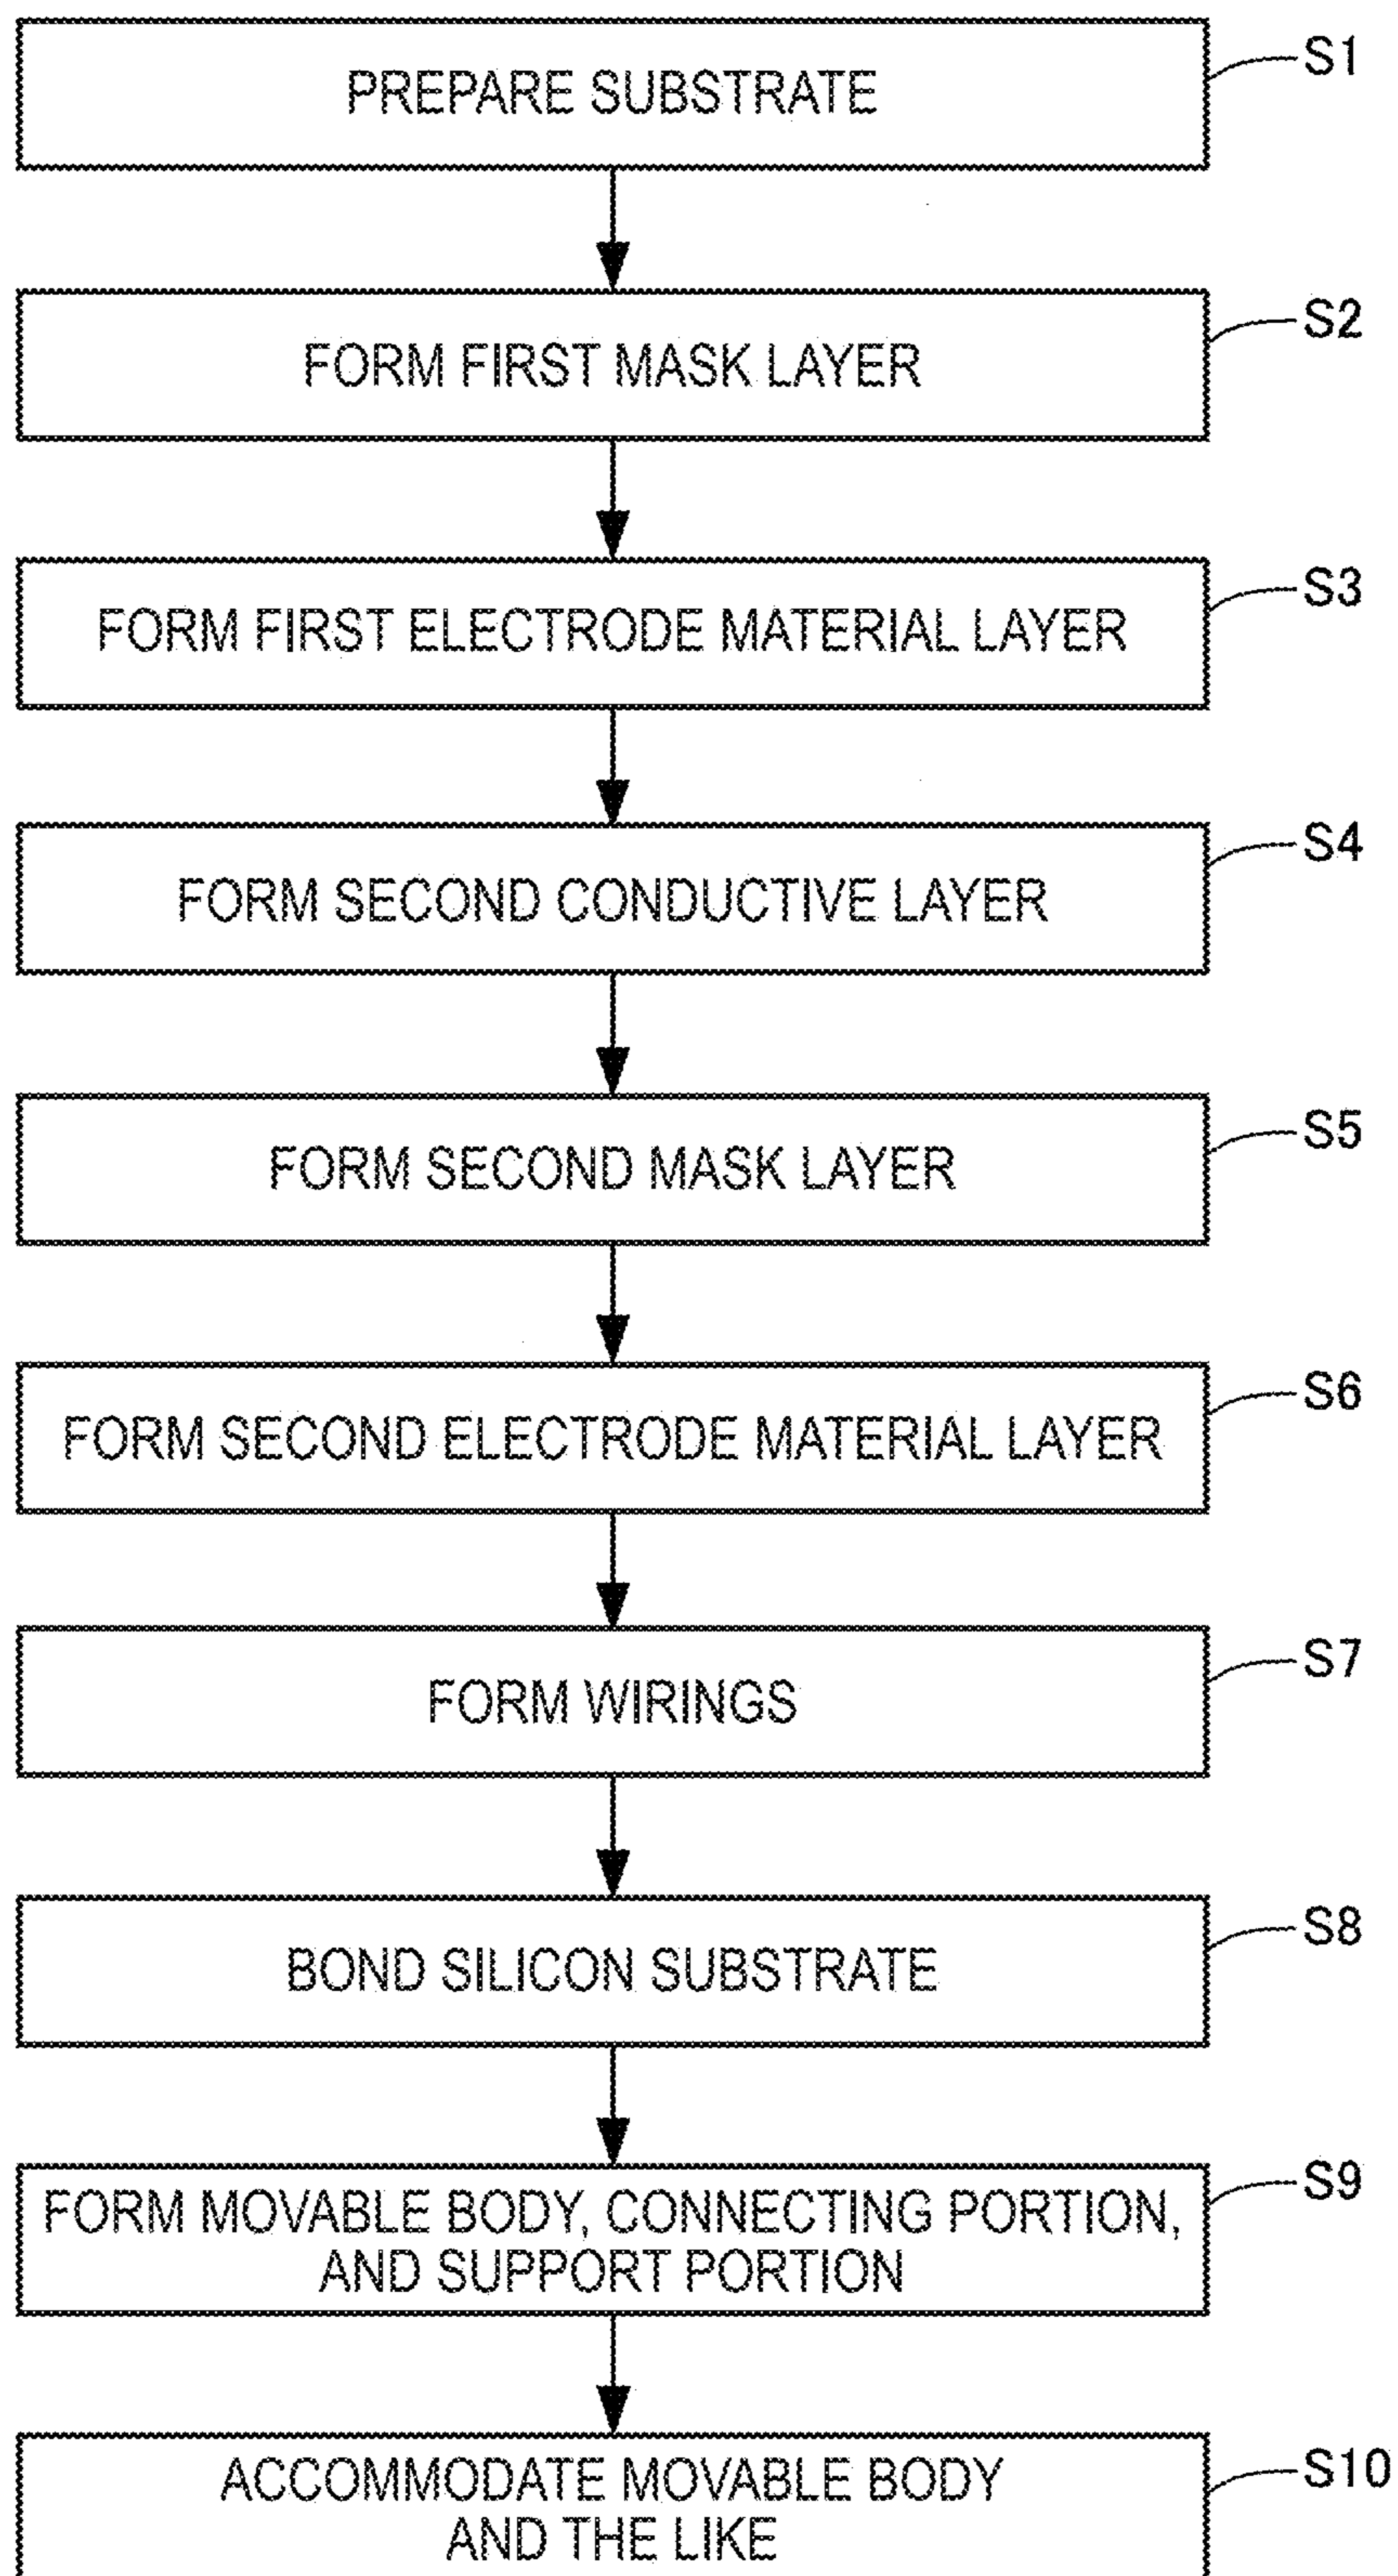 PREPARE SUBSTRATE
S1
FORM FIRST MASK LAYER
S2
FORM FIRST ELECTRODE MATERIAL LAYER
S3
FORM SECOND CONDUCTIVE LAYER
S4
FORM SECOND MASK LAYER
S5
FORM SECOND ELECTRODE MATERIAL LAYER
S6
FORM WIRINGS
S7
BOND SILICON SUBSTRATE
S8
FORM MOVABLE BODY, CONNECTING PORTION,
AND SUPPORT PORTION
S9
ACCOMMODATE MOVABLE BODY
AND THE LIKE
S10